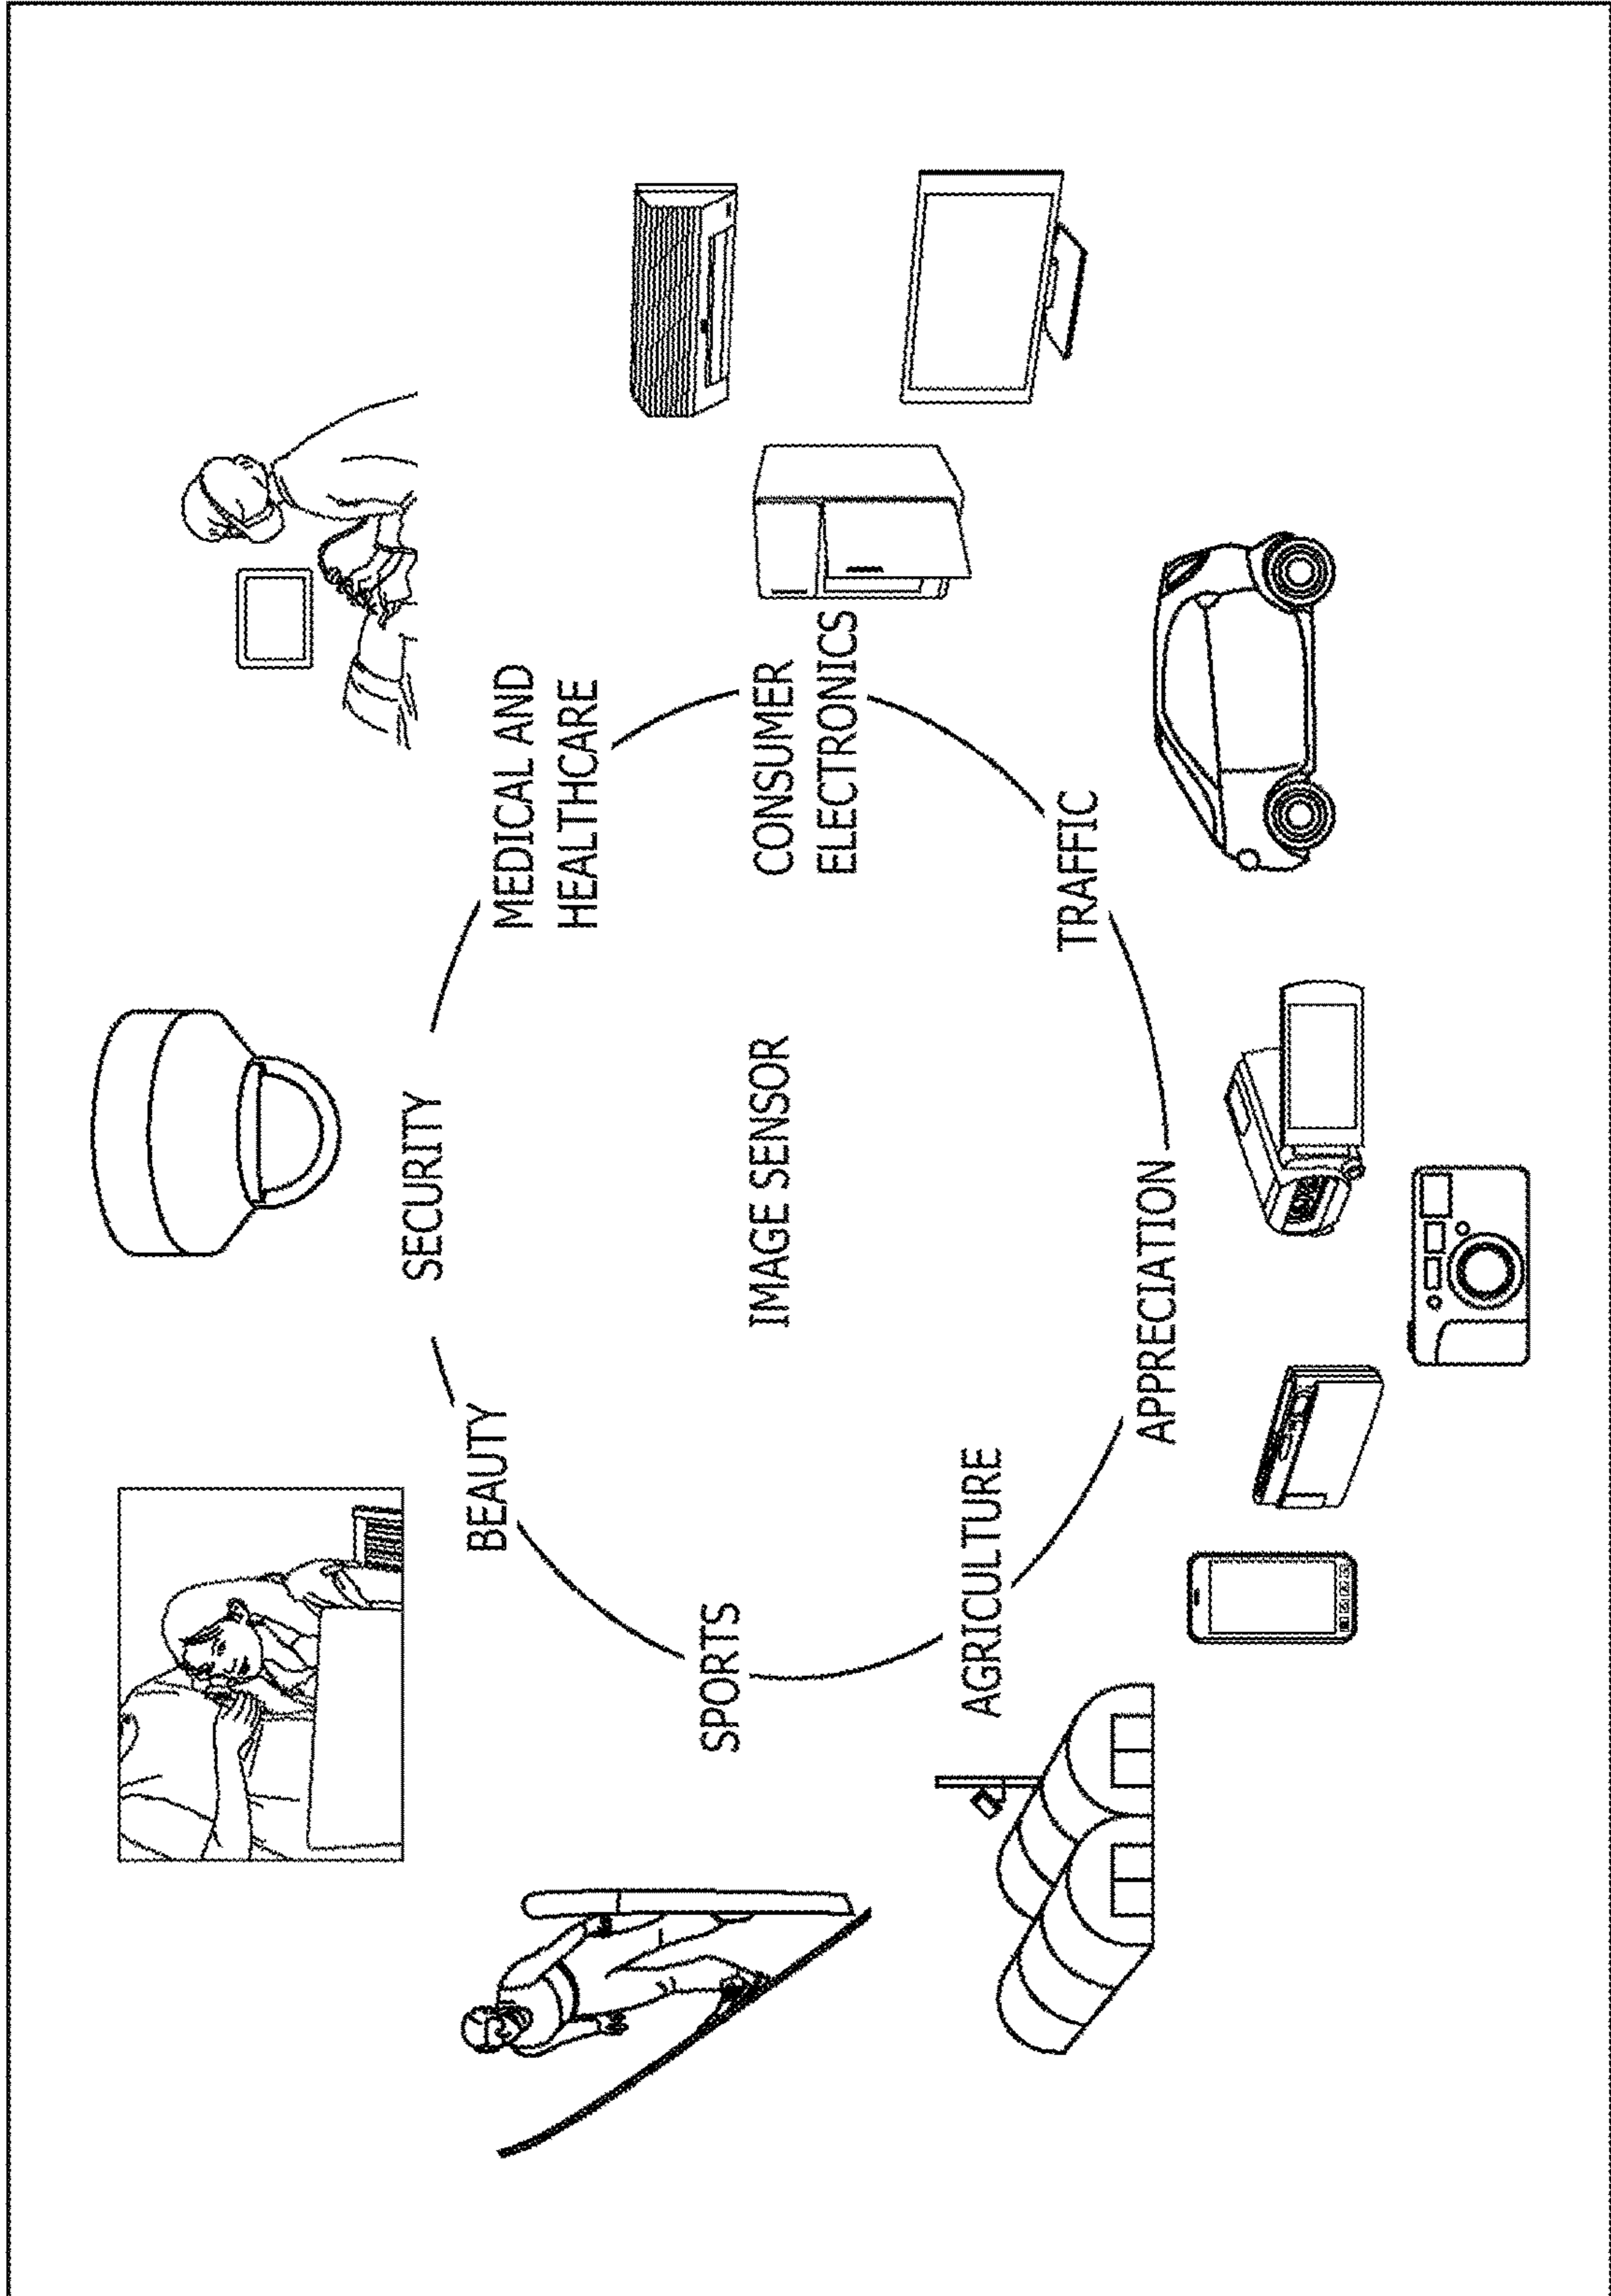 SECURITY
BEAUTY
MEDICAL AND
HEALTHCARE
SPORTS
IMAGE SENSOR
CONSUMER
ELECTRONICS
AGRICULTURE
TRAFFIC
APPRECIATION